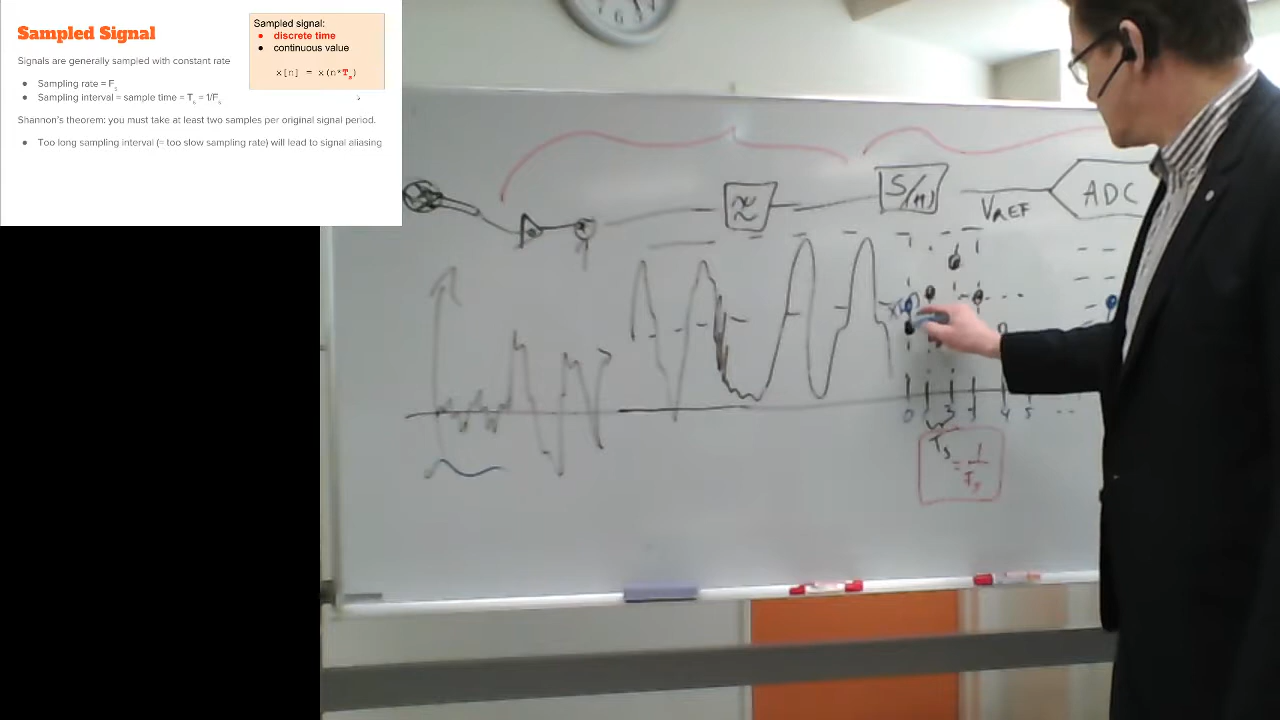 Sampled Signal
Signals are generally sampled with constant rate
● Sampling rate = Fs
● Sampling interval = sample time = Ts = 1/Fs
Shannon's theorem: you must take at least two samples per original signal period.
● Too long sampling interval (= too slow sampling rate) will lead to signal aliasing
Sampled signal:
● discrete time
● continuous value
x[n] = x(n*Ts)
S/H
VREF
ADC
0
3
4 5 ..
Ts
= 1